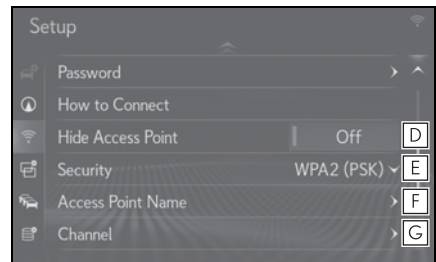 Setup
Password
How to Connect
Hide Access Point Off D
Security WPA2 (PSK) E
Access Point Name F
Channel G